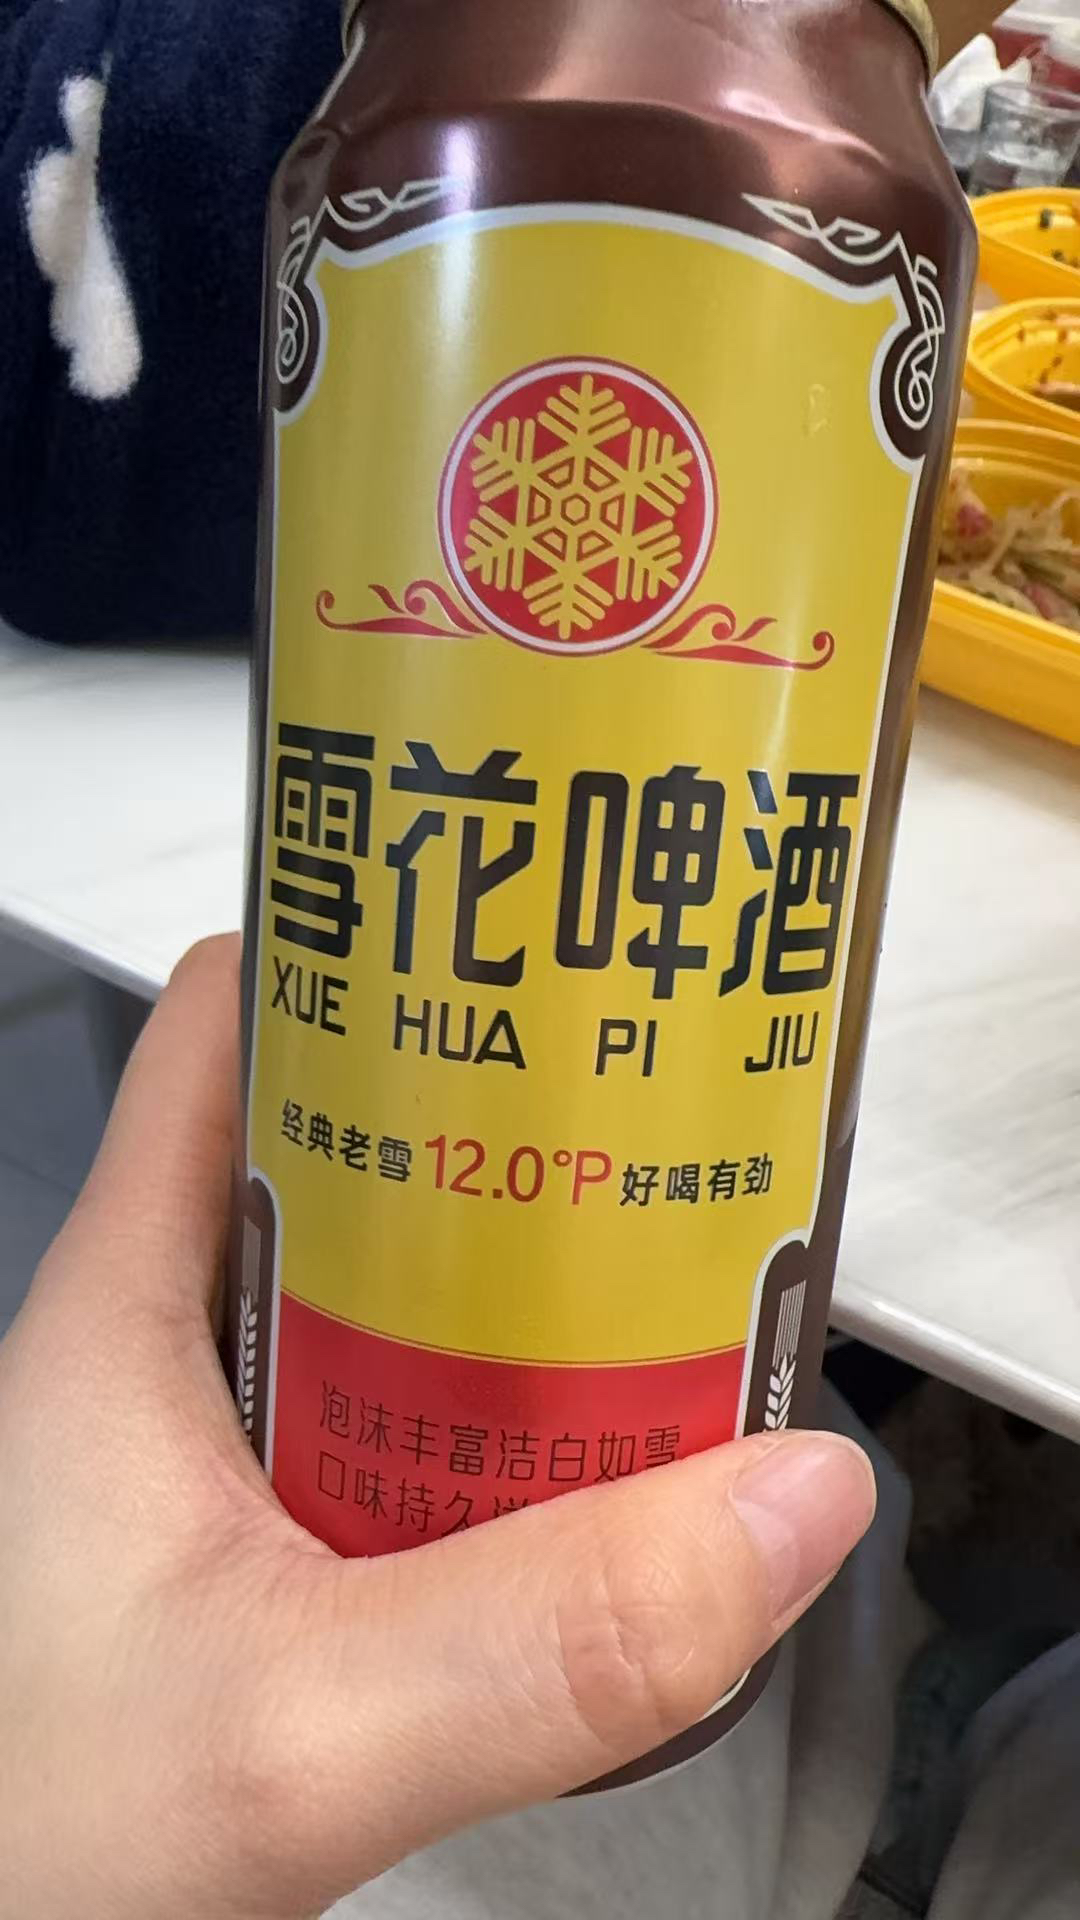 雪花啤酒
XUE HUA PI JIU
经典老雪 12.0°P 好喝有劲
泡沫丰富洁白如雪
口味持久